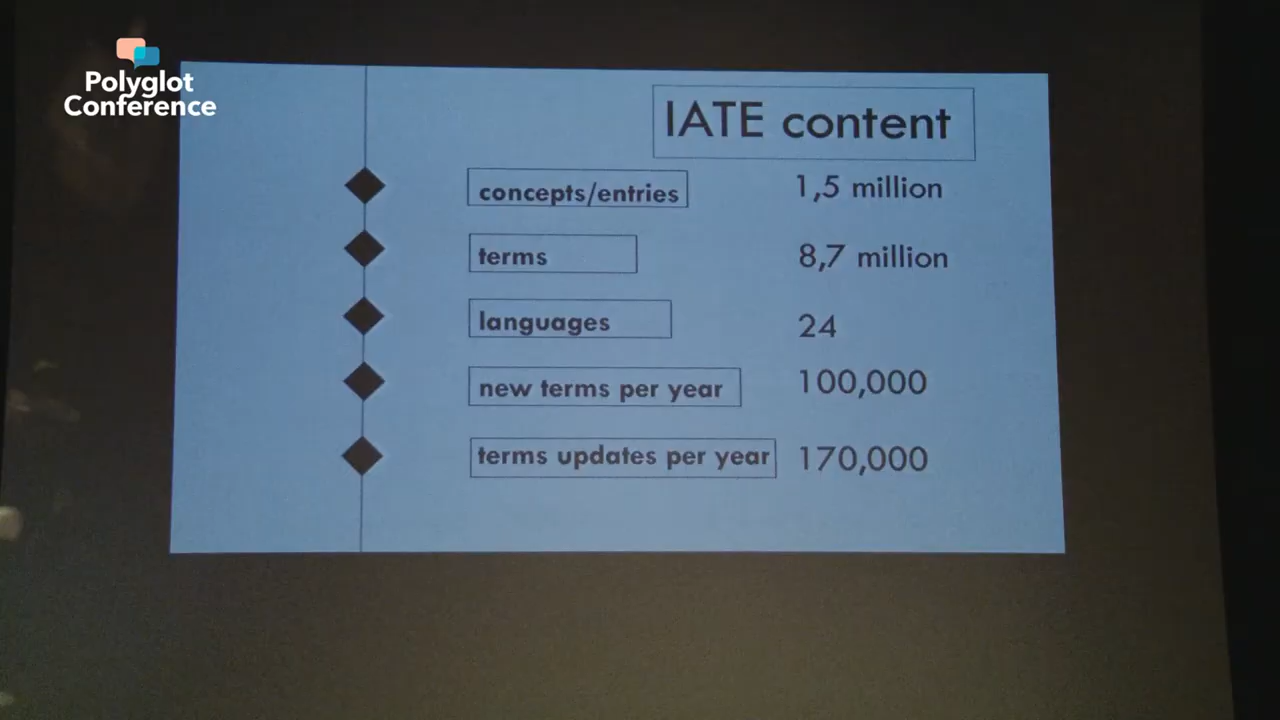 Polyglot
Conference
IATE content
concepts/entries 1,5 million
terms 8,7 million
languages 24
new terms per year 100,000
terms updates per year 170,000